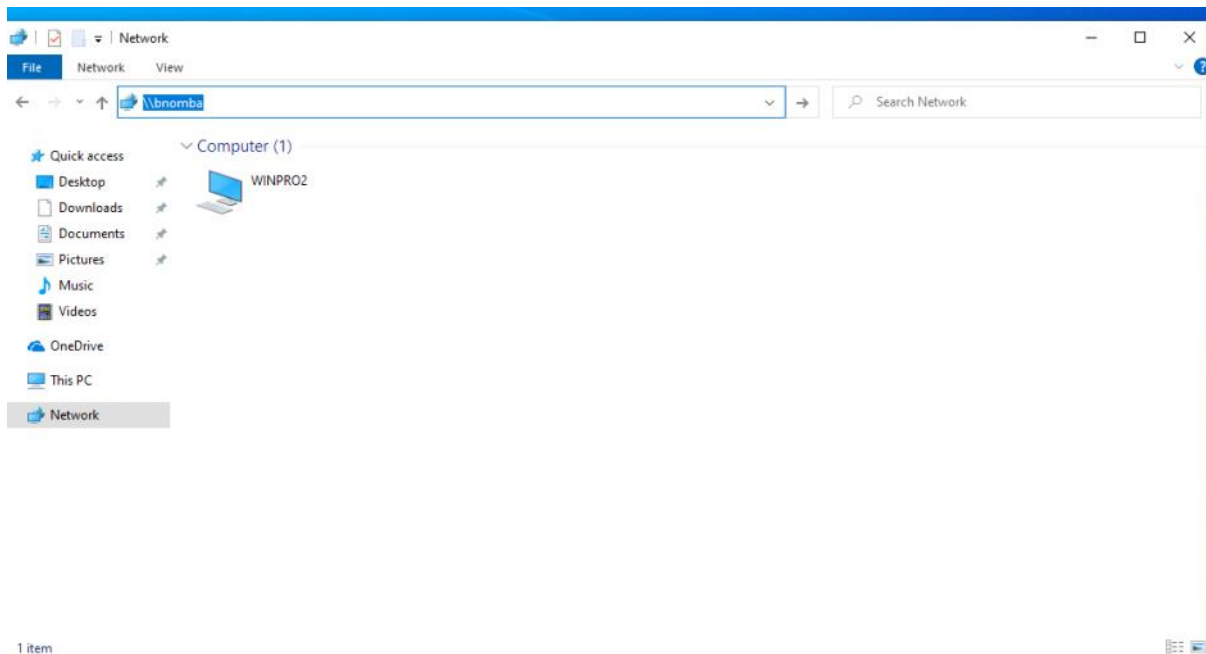 Network
File Network View
\\bnomba
Search Network
Quick access
Desktop
Downloads
Documents
Pictures
Music
Videos
OneDrive
This PC
Network
Computer (1)
WINPRO2
1 item